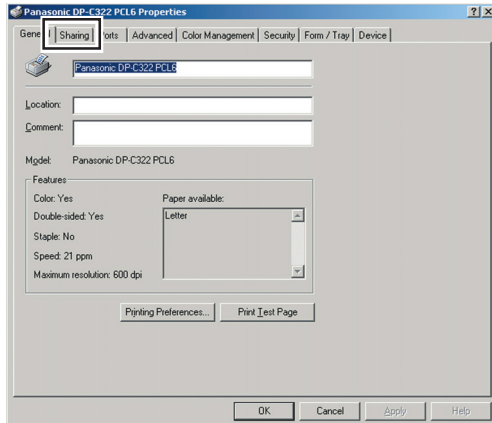 Panasonic DP-C322 PCL6 Properties
General Sharing Ports Advanced Color Management Security Form / Tray Device
Panasonic DP-C322 PCL6
Location:
Comment:
Model: Panasonic DP-C322 PCL6
Features
Color: Yes Paper available:
Double-sided: Yes Letter
Staple: No
Speed: 21 ppm
Maximum resolution: 600 dpi
Printing Preferences... Print Test Page
OK Cancel Apply Help